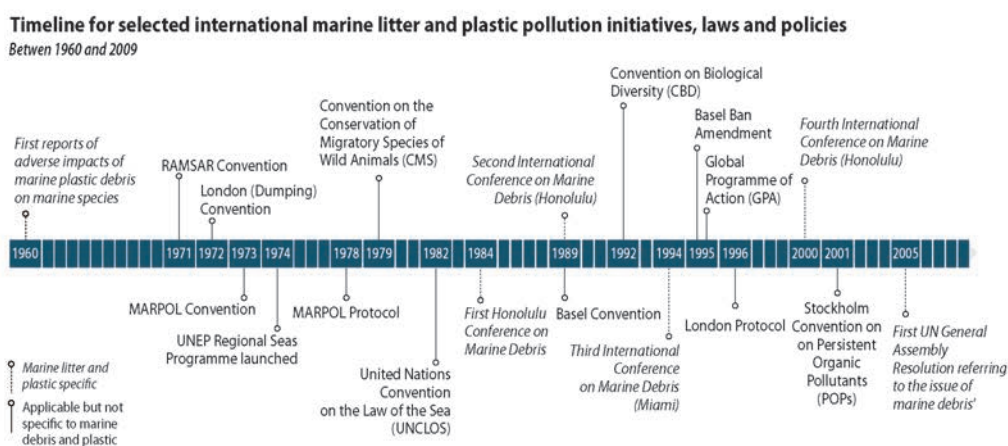 Timeline for selected international marine litter and plastic pollution initiatives, laws and policies
Betwen 1960 and 2009
First reports of
adverse impacts of
marine plastic debris
on marine species
RAMSAR Convention
London (Dumping)
Convention
Convention on the
Conservation of
Migratory Species of
Wild Animals (CMS)
Second International
Conference on Marine
Debris (Honolulu)
Convention on Biological
Diversity (CBD)
Basel Ban
Amendment
Global
Programme of
Action (GPA)
Fourth International
Conference on Marine
Debris (Honolulu)
1960 1971 1972 1973 1974 1978 1979 1982 1984 1989 1992 1994 1995 1996 2000 2001 2005
MARPOL Convention
UNEP Regional Seas
Programme launched
MARPOL Protocol
United Nations
Convention
on the Law of the Sea
(UNCLOS)
First Honolulu
Conference on
Marine Debris
Basel Convention
Third International
Conference
on Marine Debris
(Miami)
London Protocol
Stockholm
Convention on
on Persistent
Organic
Pollutants
(POPs)
First UN General
Assembly
Resolution referring
to the issue of
marine debris'
Marine litter and
plastic specific
Applicable but not
specific to marine
debris and plastic